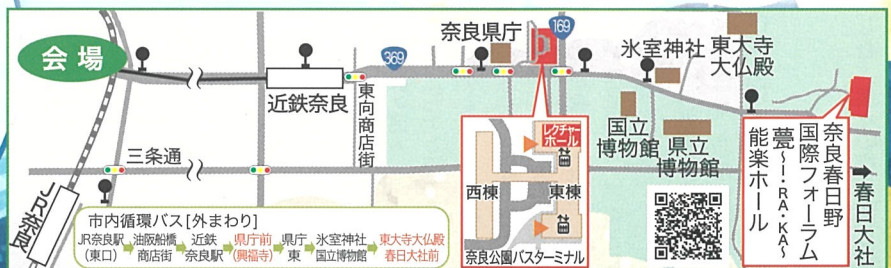 会場
奈良県庁
169
369
氷室神社
東大寺
大仏殿
近鉄奈良
東向商店街
三条通
JR奈良
レクチャー
ホール
西棟
東棟
奈良公園バスターミナル
国立
博物館
県立
博物館
奈良春日野
国際フォーラム
甍～I・RA・KA～
能楽ホール
春日大社
市内循環バス[外まわり]
JR奈良駅
(東口)
油阪船橋
商店街
近鉄
奈良駅
県庁前
(興福寺)
県庁
東
氷室神社
国立博物館
東大寺大仏殿
春日大社前